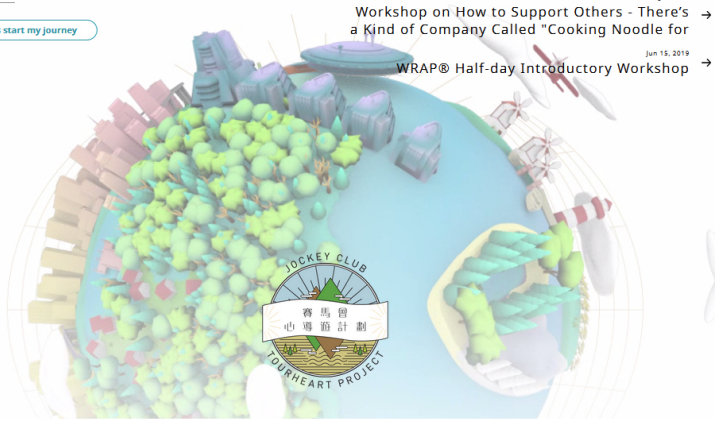 start my journey
Workshop on How to Support Others - There's
a Kind of Company Called "Cooking Noodle for
Jun 15, 2019
WRAP® Half-day Introductory Workshop
JOCKEY CLUB
賽馬會
心導遊計劃
TOURHEART PROJECT